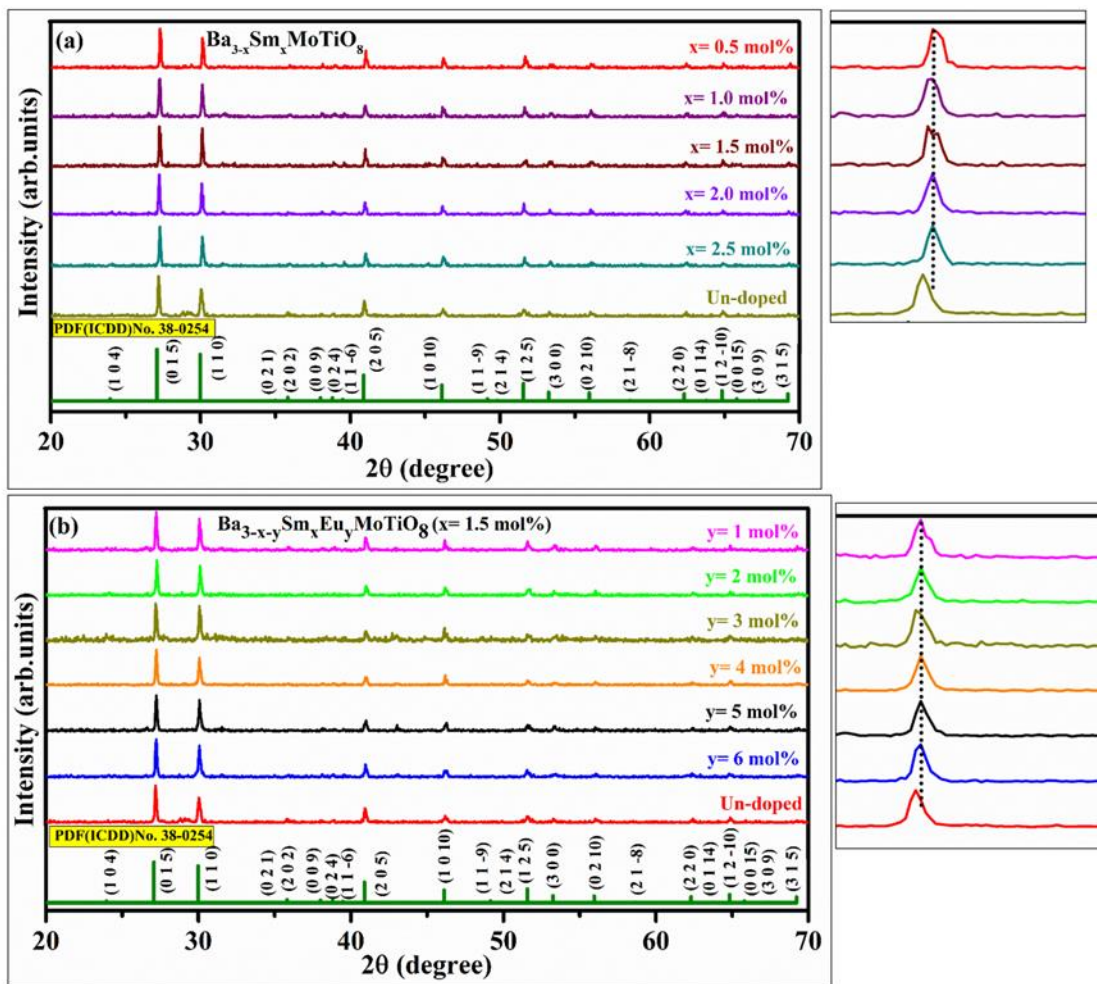 (a)
Ba3-xSmxMoTiO8
x= 0.5 mol%
x= 1.0 mol%
x= 1.5 mol%
x= 2.0 mol%
x= 2.5 mol%
Un-doped
PDF(ICDD)No. 38-0254
(1 0 4)
(0 1 5)
(1 1 0)
(0 2 1)
(2 0 2)
(0 0 9)
(0 2 4)
(1 1 -6)
(2 0 5)
(1 0 10)
(1 1 -9)
(2 1 4)
(1 2 5)
(3 0 0)
(0 2 10)
(2 1 -8)
(2 2 0)
(0 1 14)
(1 2 -10)
(0 0 15)
(3 0 9)
(3 1 5)
20 30 40 50 60 70
2θ (degree)
Intensity (arb.units)
(b)
Ba3-x-ySmxEuyMoTiO8 (x= 1.5 mol%)
y= 1 mol%
y= 2 mol%
y= 3 mol%
y= 4 mol%
y= 5 mol%
y= 6 mol%
Un-doped
PDF(ICDD)No. 38-0254
(1 0 4)
(0 1 5)
(1 1 0)
(0 2 1)
(2 0 2)
(0 0 9)
(0 2 4)
(1 1 -6)
(2 0 5)
(1 0 10)
(1 1 -9)
(2 1 4)
(1 2 5)
(3 0 0)
(0 2 10)
(2 1 -8)
(2 2 0)
(0 1 14)
(1 2 -10)
(0 0 15)
(3 0 9)
(3 1 5)
20 30 40 50 60 70
2θ (degree)
Intensity (arb.units)